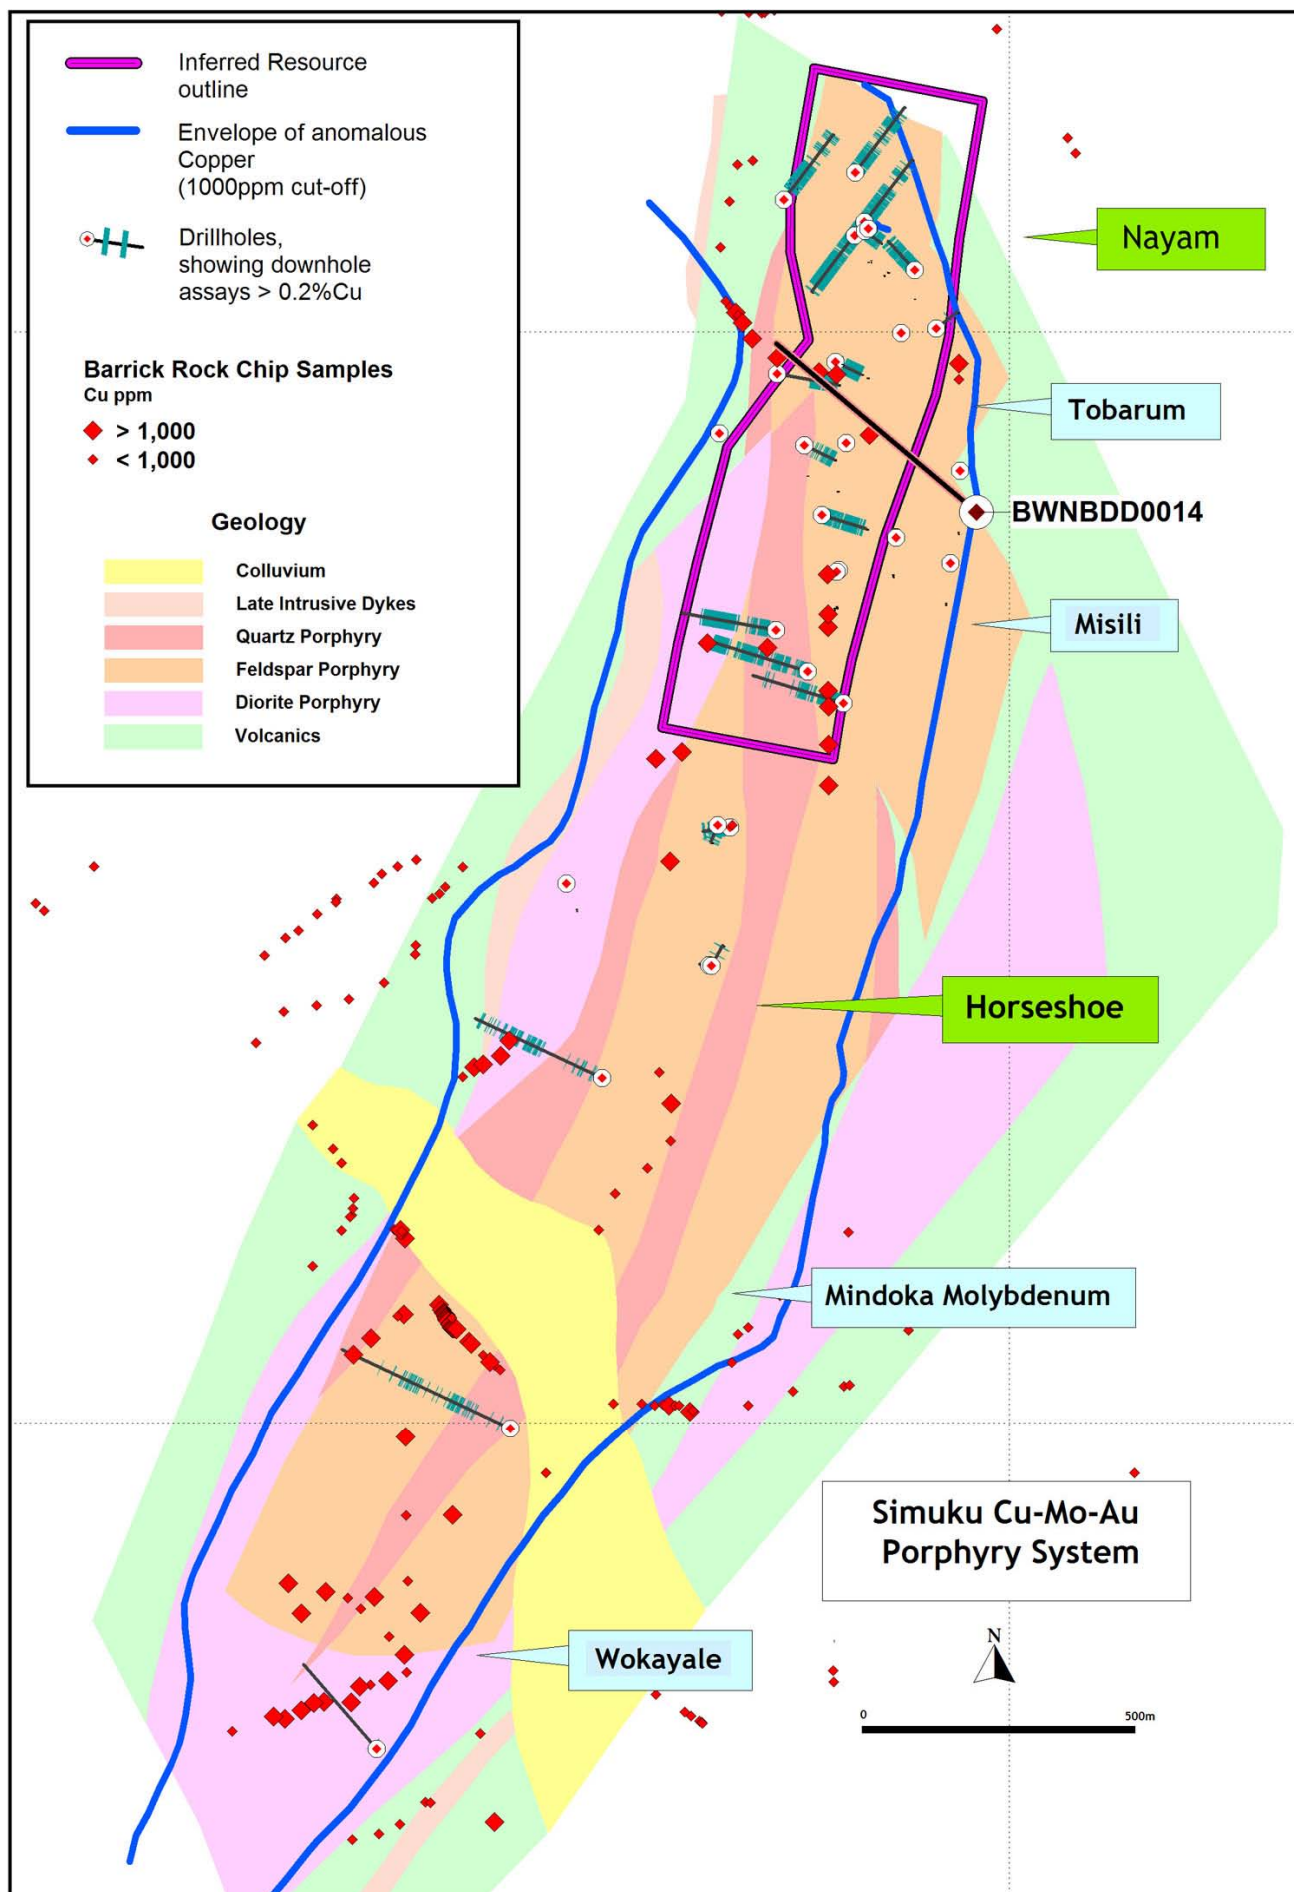 Inferred Resource
outline
Envelope of anomalous
Copper
(1000ppm cut-off)
Drillholes,
showing downhole
assays > 0.2%Cu
Barrick Rock Chip Samples
Cu ppm
> 1,000
< 1,000
Geology
Colluvium
Late Intrusive Dykes
Quartz Porphyry
Feldspar Porphyry
Diorite Porphyry
Volcanics
Nayam
Tobarum
BWNBDD0014
Misili
Horseshoe
Mindoka Molybdenum
Simuku Cu-Mo-Au
Porphyry System
Wokayale
N
0 500m